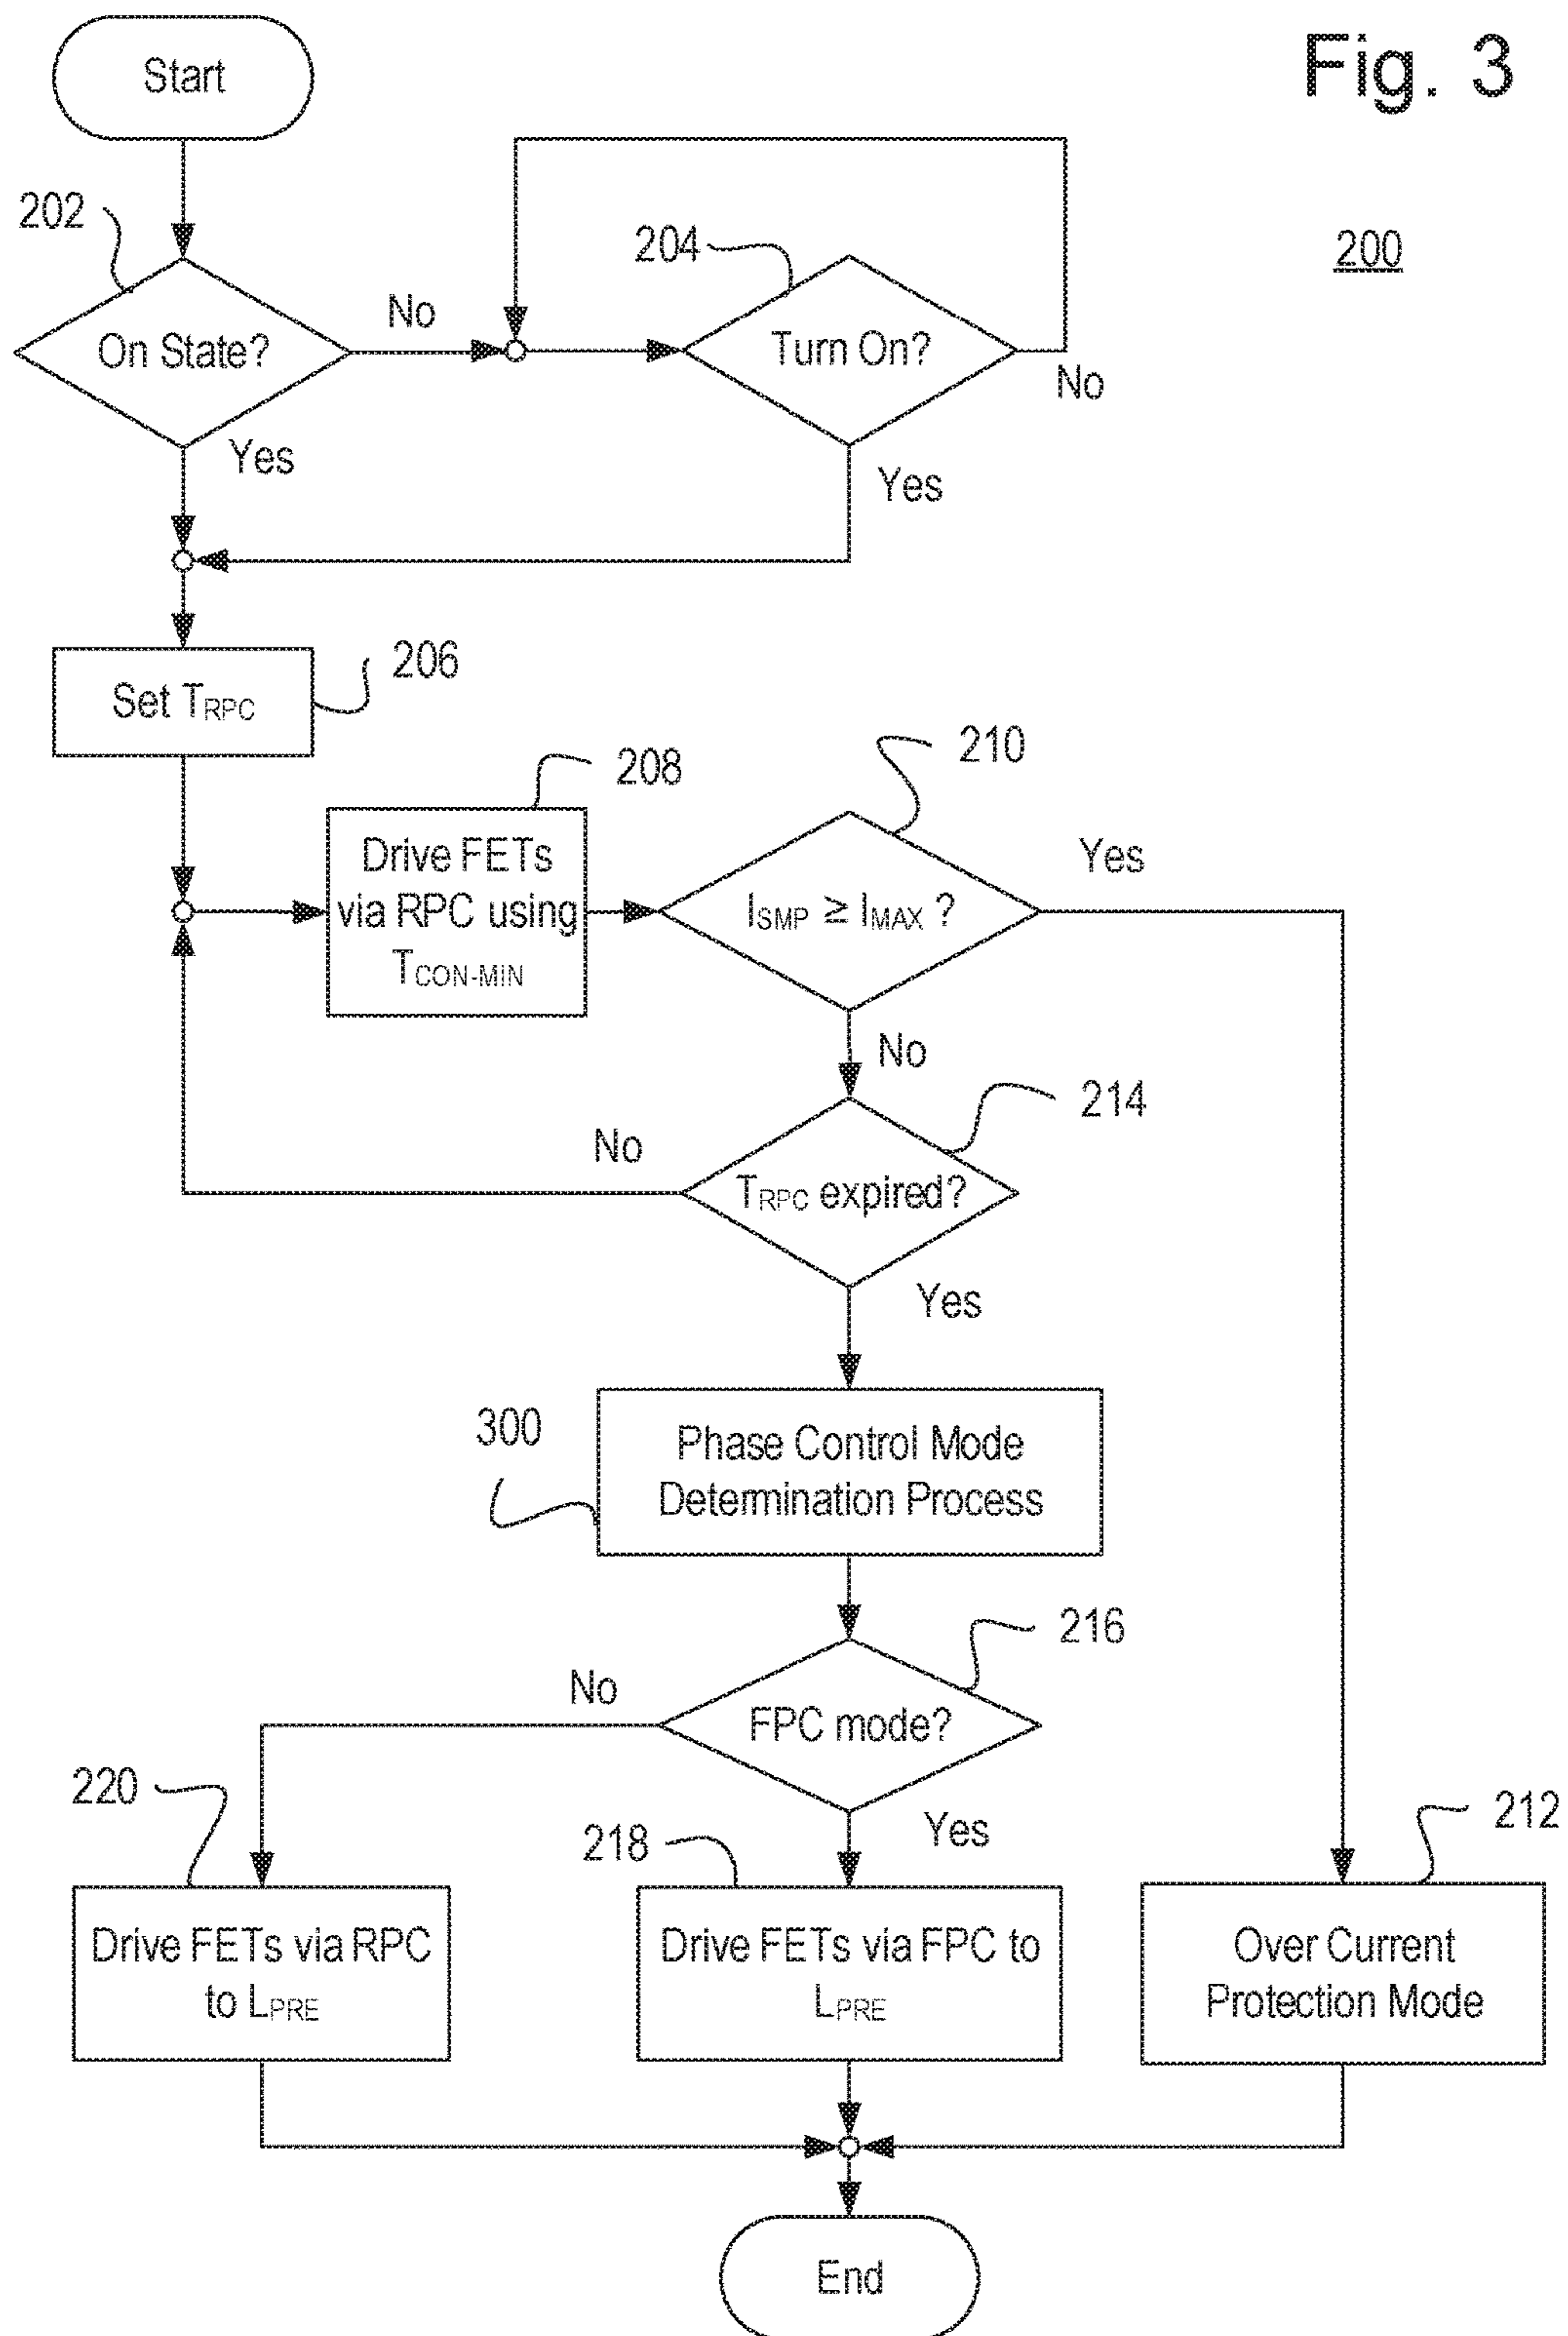 Fig. 3
200
Start
202
On State?
No
Yes
204
Turn On?
No
Yes
206
Set TRPC
208
Drive FETs
via RPC using
TCON-MIN
210
ISMP ≥ IMAX ?
Yes
No
214
TRPC expired?
No
Yes
300
Phase Control Mode
Determination Process
216
FPC mode?
No
Yes
220
Drive FETs via RPC
to LPRE
218
Drive FETs via FPC to
LPRE
212
Over Current
Protection Mode
End